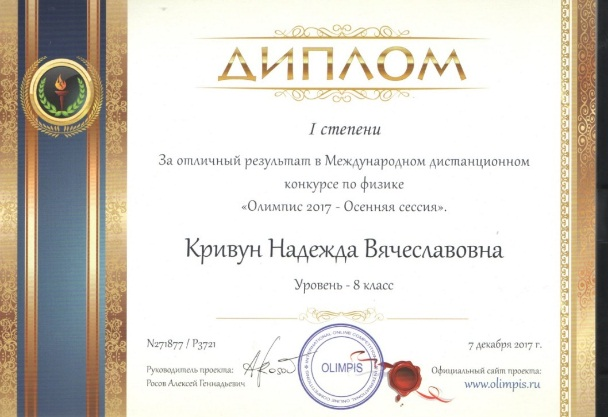 ДИПЛОМ
I степени
За отличный результат в Международном дистанционном
конкурсе по физике
«Олимпис 2017 - Осенняя сессия».
Кривун Надежда Вячеславовна
Уровень - 8 класс
N271877 / P3721
7 декабря 2017 г.
Руководитель проекта:
Росов Алексей Геннадьевич
OLIMPIS
Официальный сайт проекта:
www.olimpis.ru